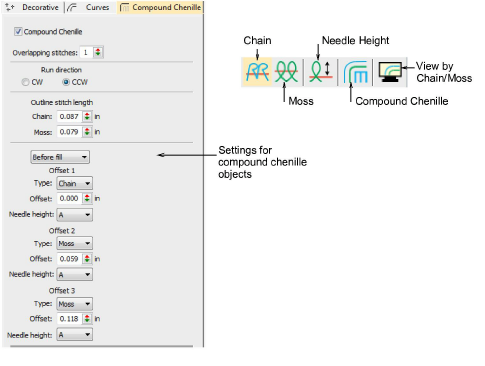 Decorative Curves Compound Chenille
Compound Chenille
Overlapping stitches: 1
Run direction
CW CCW
Outline stitch length
Chain: 0.087 in
Moss: 0.079 in
Before fill
Offset 1
Type: Chain
Offset: 0.000 in
Needle height: A
Offset 2
Type: Moss
Offset: 0.059 in
Needle height: A
Offset 3
Type: Moss
Offset: 0.118 in
Needle height: A
Chain
Needle Height
View by
Chain/Moss
Moss
Compound Chenille
Settings for
compound chenille
objects